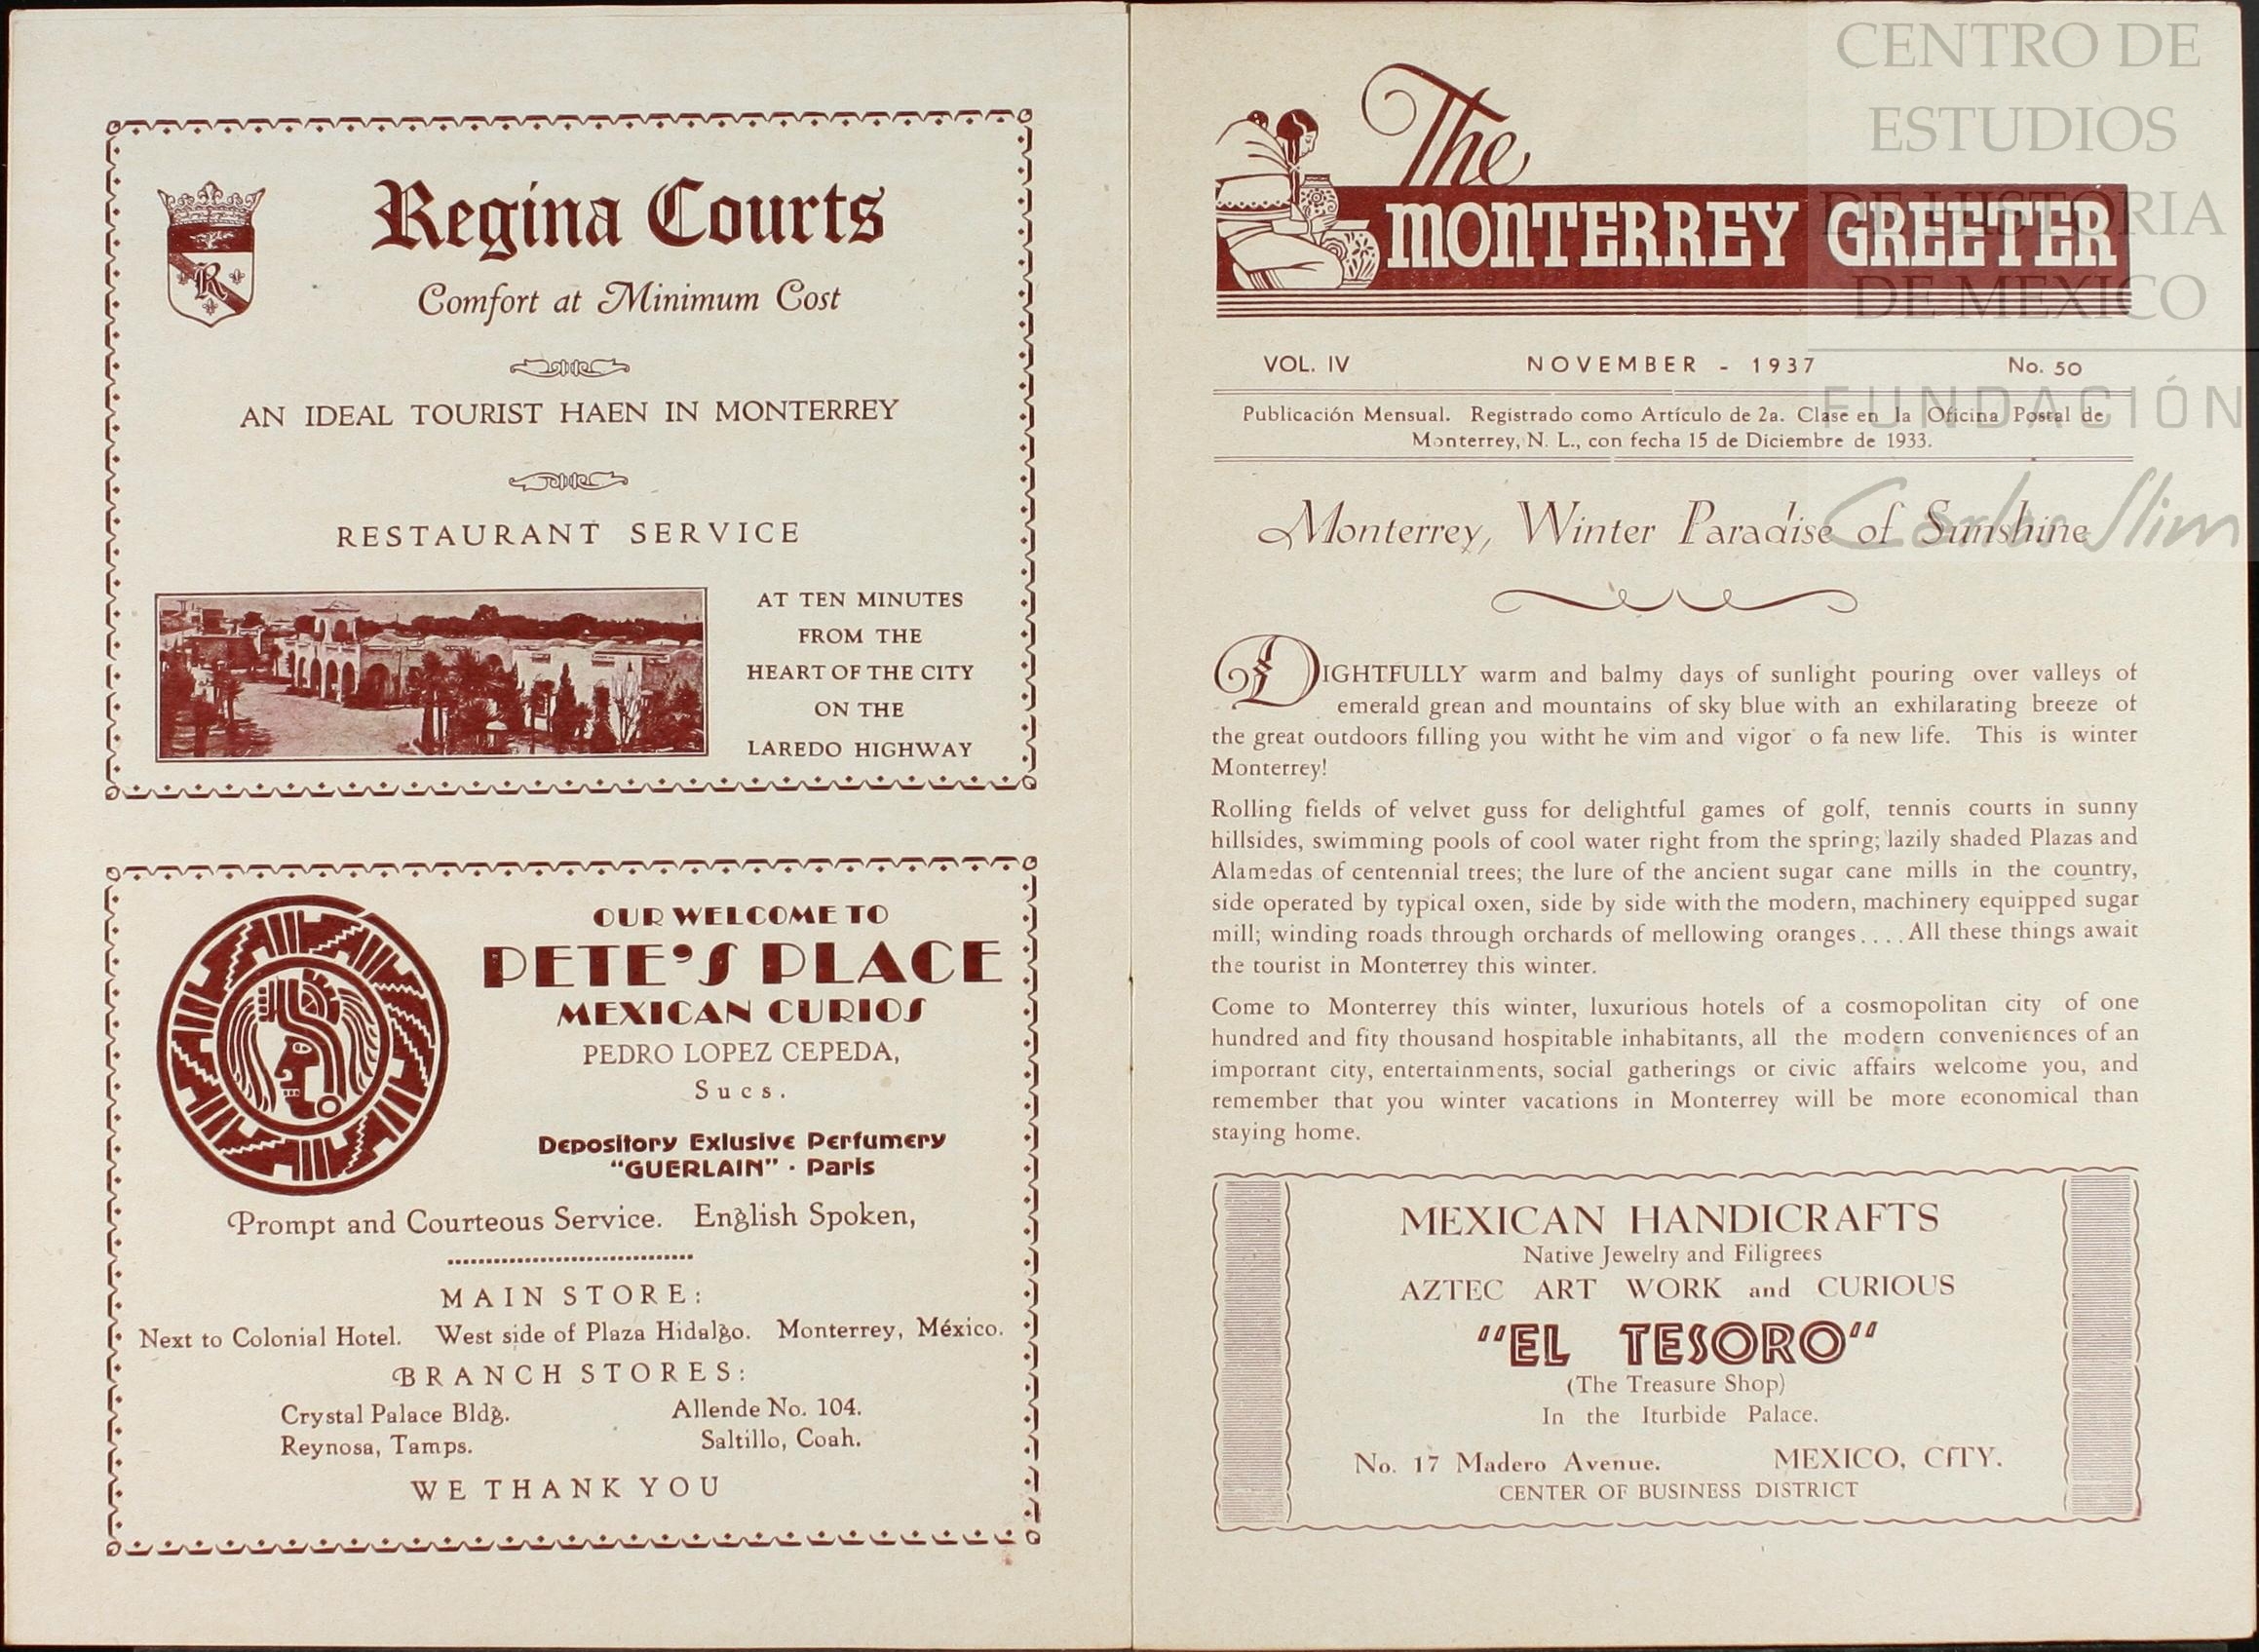 Regina Courts
Comfort at Minimum Cost
AN IDEAL TOURIST HAEN IN MONTERREY
RESTAURANT SERVICE
AT TEN MINUTES
FROM THE
HEART OF THE CITY
ON THE
LAREDO HIGHWAY
R
OUR WELCOME TO
PETE'S PLACE
MEXICAN CURIOS
PEDRO LOPEZ CEPEDA,
Sucs.
Depository Exlusive Perfumery
"GUERLAIN" · Paris
Prompt and Courteous Service. English Spoken,
MAIN STORE:
Next to Colonial Hotel. West side of Plaza Hidalgo. Monterrey, México.
BRANCH STORES:
Crystal Palace Bldg.
Reynosa, Tamps.
Allende No. 104.
Saltillo, Coah.
WE THANK YOU
The
MONTERREY GREETER
VOL. IV NOVEMBER - 1937 No. 50
Publicación Mensual. Registrado como Artículo de 2a. Clase en la Oficina Postal de
Monterrey, N. L., con fecha 15 de Diciembre de 1933.
Monterrey, Winter Paradise of Sunshine
DIGHTFULLY warm and balmy days of sunlight pouring over valleys of
emerald grean and mountains of sky blue with an exhilarating breeze of
the great outdoors filling you witht he vim and vigor o fa new life. This is winter
Monterrey!
Rolling fields of velvet guss for delightful games of golf, tennis courts in sunny
hillsides, swimming pools of cool water right from the spring; lazily shaded Plazas and
Alamedas of centennial trees; the lure of the ancient sugar cane mills in the country,
side operated by typical oxen, side by side with the modern, machinery equipped sugar
mill; winding roads through orchards of mellowing oranges.... All these things await
the tourist in Monterrey this winter.
Come to Monterrey this winter, luxurious hotels of a cosmopolitan city of one
hundred and fity thousand hospitable inhabitants, all the modern conveniences of an
important city, entertainments, social gatherings or civic affairs welcome you, and
remember that you winter vacations in Monterrey will be more economical than
staying home.
MEXICAN HANDICRAFTS
Native Jewelry and Filigrees
AZTEC ART WORK and CURIOUS
"EL TESORO"
(The Treasure Shop)
In the Iturbide Palace.
No. 17 Madero Avenue. MEXICO, CITY.
CENTER OF BUSINESS DISTRICT
CENTRO DE
ESTUDIOS
DE HISTORIA
DE MEXICO
FUNDACIÓN
Carlos Slim